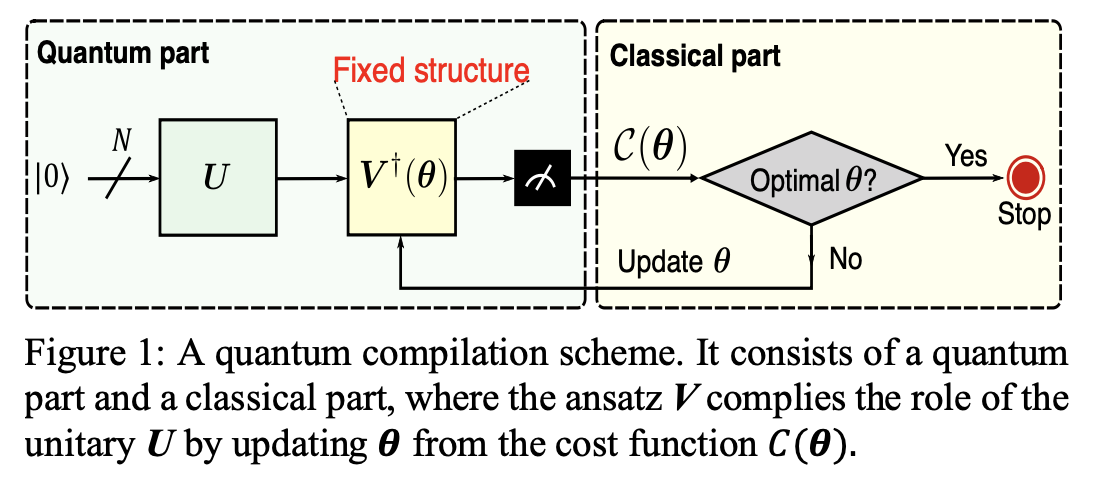 Quantum part
Classical part
Fixed structure
|0⟩
N
U
V†(θ)
C(θ)
Optimal θ?
Yes
Stop
No
Update θ
Figure 1: A quantum compilation scheme. It consists of a quantum
part and a classical part, where the ansatz V complies the role of the
unitary U by updating θ from the cost function C(θ).